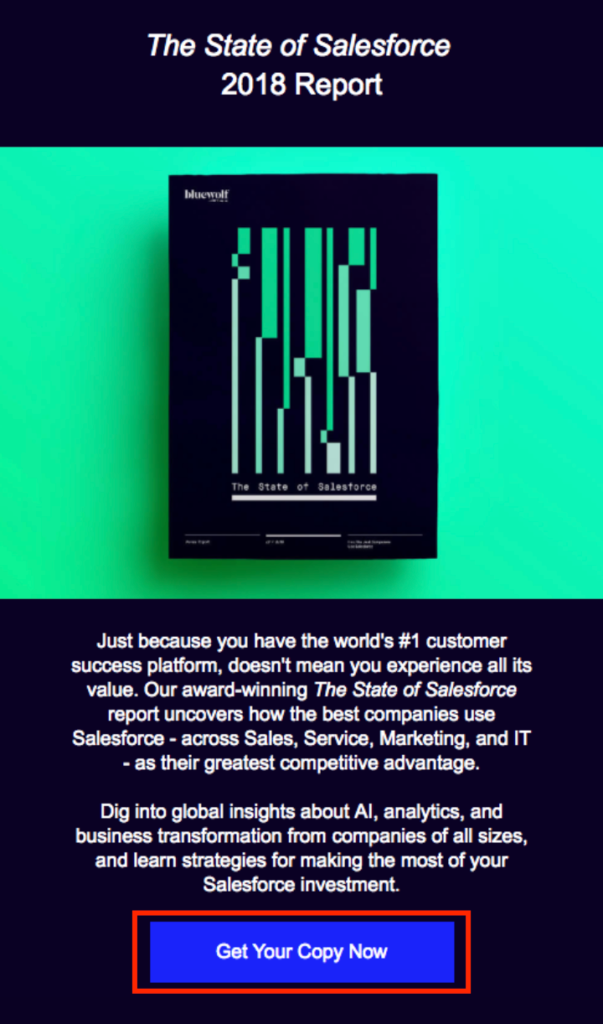 The State of Salesforce
2018 Report
bluewolf
The State of Salesforce
Just because you have the world's #1 customer
success platform, doesn't mean you experience all its
value. Our award-winning The State of Salesforce
report uncovers how the best companies use
Salesforce - across Sales, Service, Marketing, and IT
- as their greatest competitive advantage.
Dig into global insights about AI, analytics, and
business transformation from companies of all sizes,
and learn strategies for making the most of your
Salesforce investment.
Get Your Copy Now